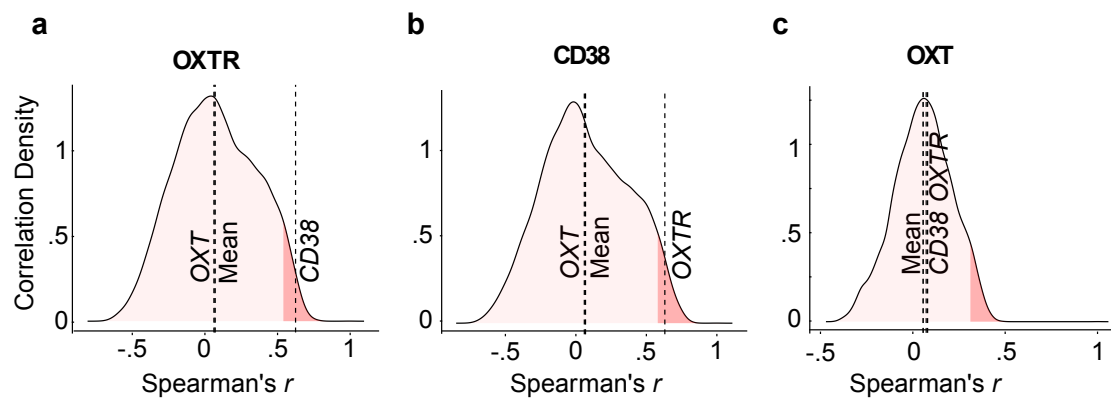 a
OXTR
Correlation Density
1
.5
0
OXT
Mean
CD38
-.5
0
.5
1
Spearman's r
b
CD38
1
.5
0
OXT
Mean
OXTR
-.5
0
.5
1
Spearman's r
c
OXT
1
.5
0
Mean
CD38 OXTR
-.5
0
.5
1
Spearman's r